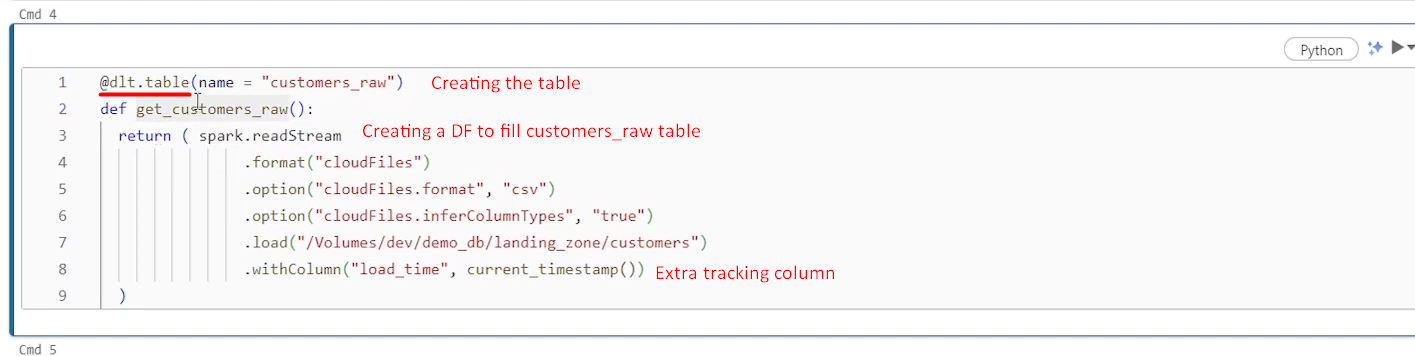 Cmd 4
Python
1 @dlt.table(name = "customers_raw") Creating the table
2 def get_customers_raw():
3 return ( spark.readStream Creating a DF to fill customers_raw table
4 .format("cloudFiles")
5 .option("cloudFiles.format", "csv")
6 .option("cloudFiles.inferColumnTypes", "true")
7 .load("/Volumes/dev/demo_db/landing_zone/customers")
8 .withColumn("load_time", current_timestamp()) Extra tracking column
9 )
Cmd 5